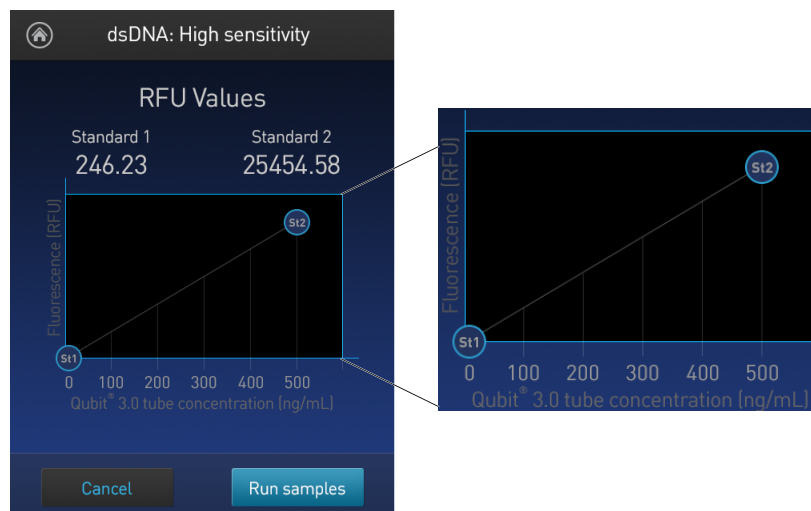 dsDNA: High sensitivity
RFU Values
Standard 1 Standard 2
246.23 25454.58
Fluorescence (RFU)
St2
St1
0 100 200 300 400 500
Qubit® 3.0 tube concentration (ng/mL)
Cancel Run samples
Fluorescence (RFU)
St2
St1
0 100 200 300 400 500
Qubit® 3.0 tube concentration (ng/mL)